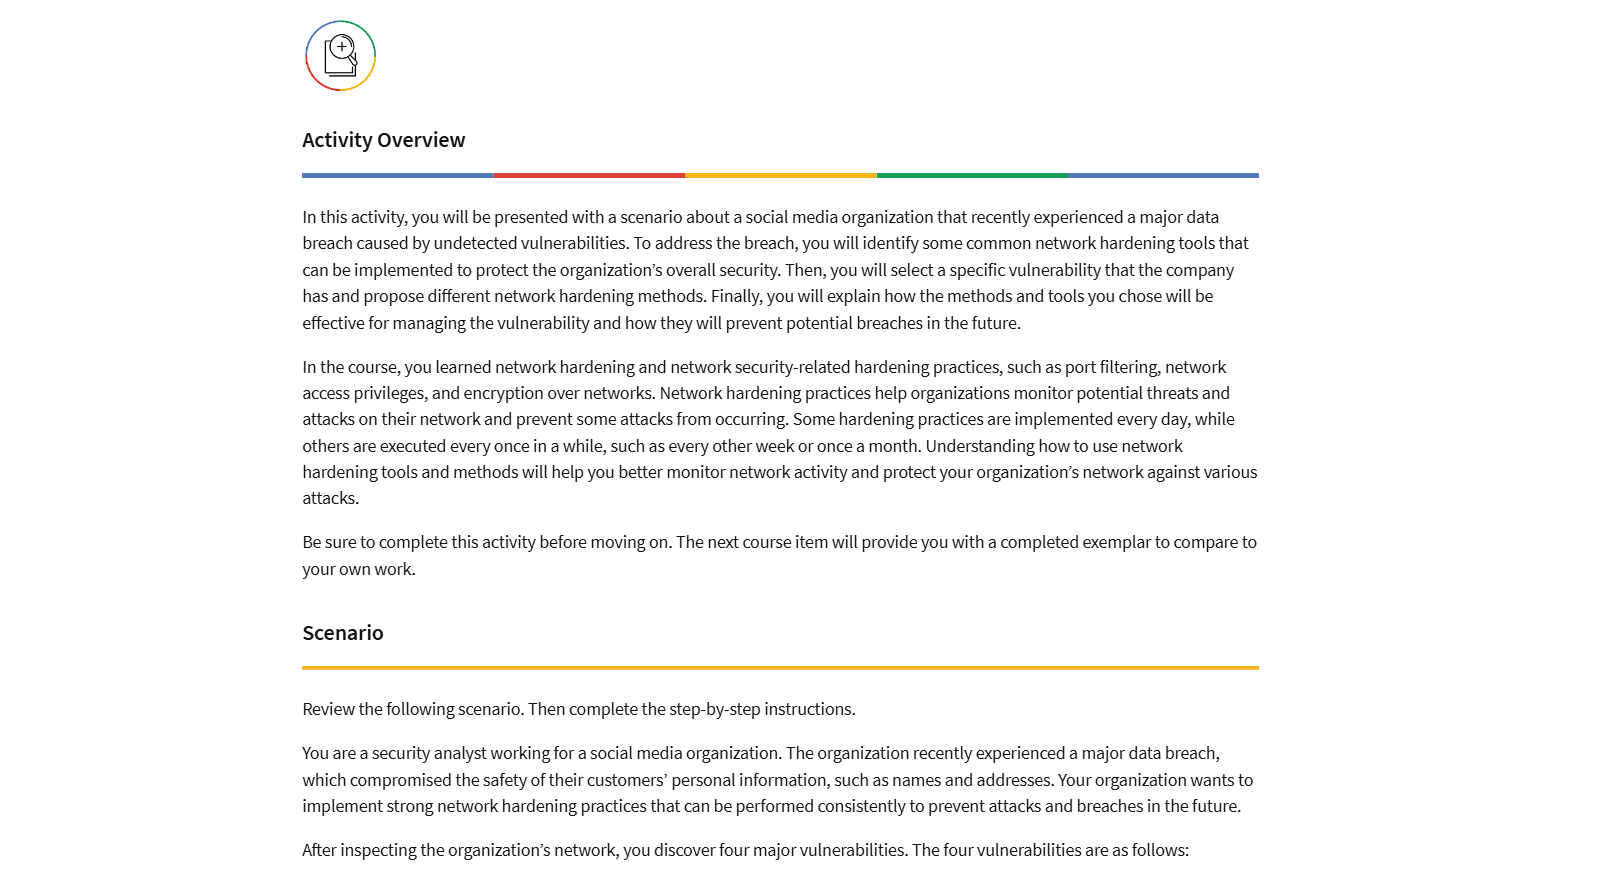 Activity Overview
In this activity, you will be presented with a scenario about a social media organization that recently experienced a major data
breach caused by undetected vulnerabilities. To address the breach, you will identify some common network hardening tools that
can be implemented to protect the organization’s overall security. Then, you will select a specific vulnerability that the company
has and propose different network hardening methods. Finally, you will explain how the methods and tools you chose will be
effective for managing the vulnerability and how they will prevent potential breaches in the future.
In the course, you learned network hardening and network security-related hardening practices, such as port filtering, network
access privileges, and encryption over networks. Network hardening practices help organizations monitor potential threats and
attacks on their network and prevent some attacks from occurring. Some hardening practices are implemented every day, while
others are executed every once in a while, such as every other week or once a month. Understanding how to use network
hardening tools and methods will help you better monitor network activity and protect your organization’s network against various
attacks.
Be sure to complete this activity before moving on. The next course item will provide you with a completed exemplar to compare to
your own work.
Scenario
Review the following scenario. Then complete the step-by-step instructions.
You are a security analyst working for a social media organization. The organization recently experienced a major data breach,
which compromised the safety of their customers’ personal information, such as names and addresses. Your organization wants to
implement strong network hardening practices that can be performed consistently to prevent attacks and breaches in the future.
After inspecting the organization’s network, you discover four major vulnerabilities. The four vulnerabilities are as follows: